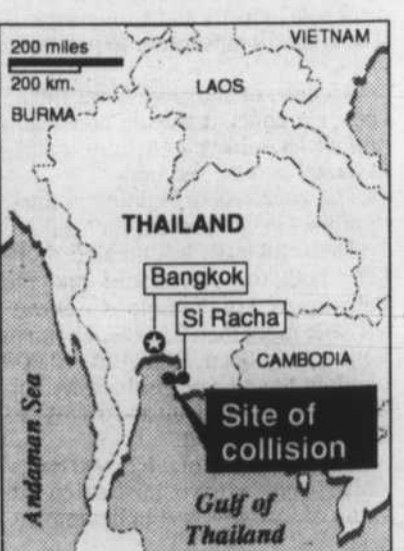 200 miles
200 km.
VIETNAM
LAOS
BURMA
THAILAND
Bangkok
Si Racha
CAMBODIA
Site of
collision
Andaman Sea
Gulf of
Thailand